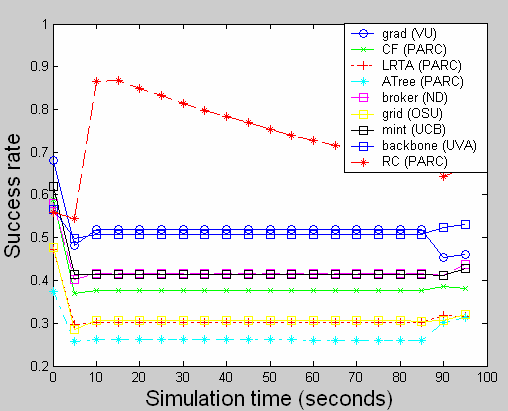 1
0.9
0.8
0.7
0.6
0.5
0.4
0.3
0.2
Success rate
0 10 20 30 40 50 60 70 80 90 100
Simulation time (seconds)
grad (VU)
CF (PARC)
LRTA (PARC)
ATree (PARC)
broker (ND)
grid (OSU)
mint (UCB)
backbone (UVA)
RC (PARC)